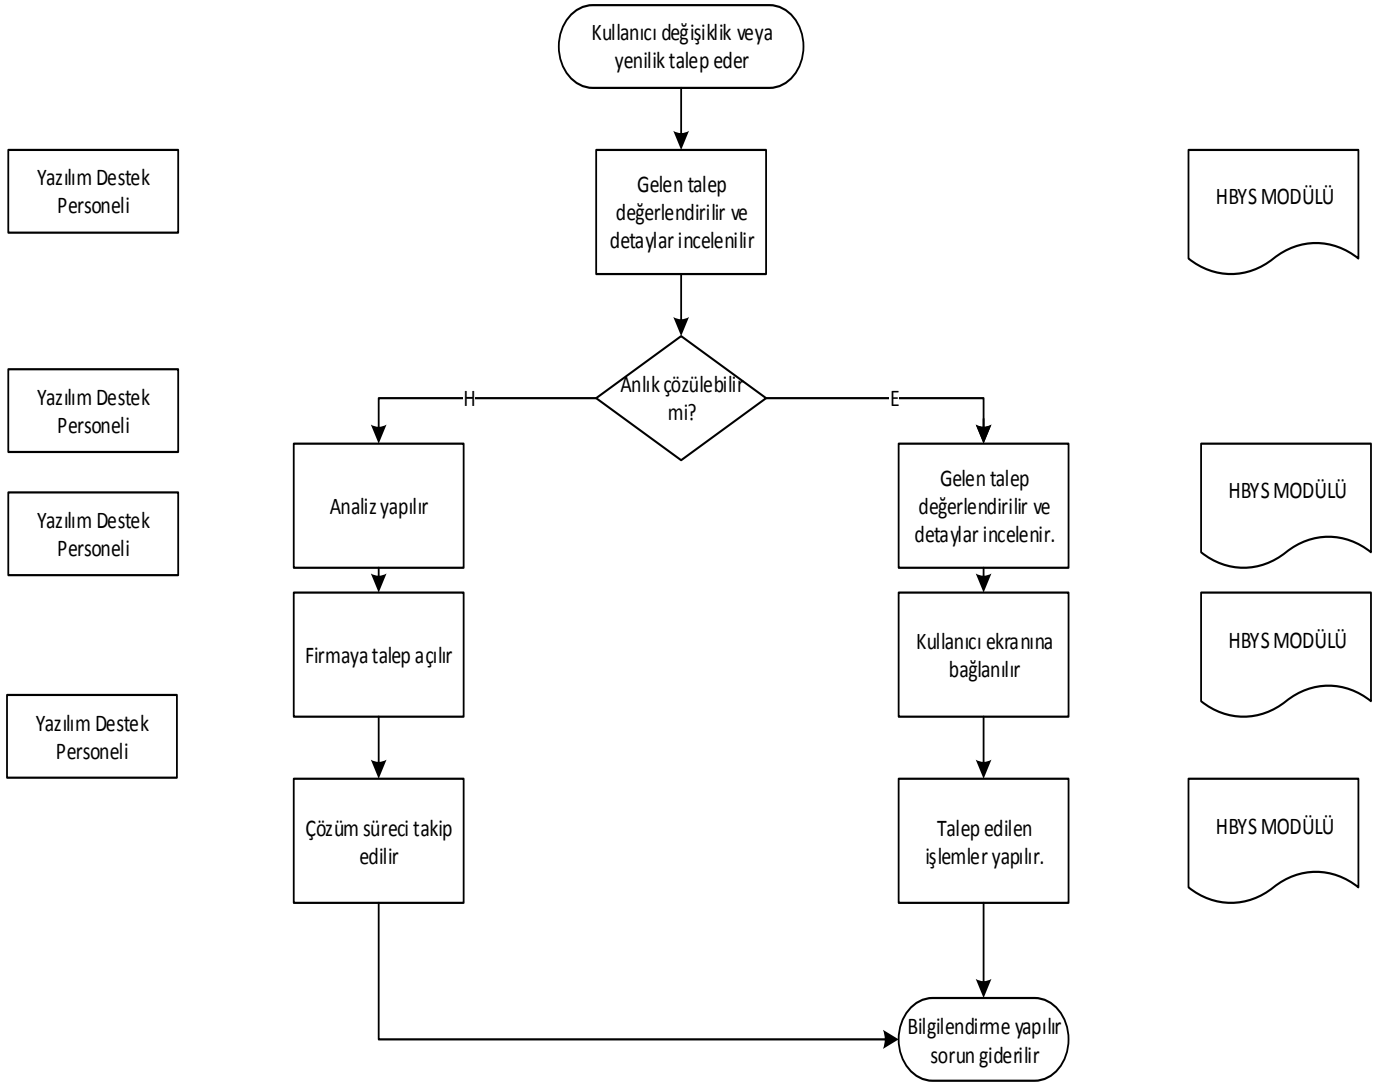 Kullanıcı değişiklik veya
yenilik talep eder
Yazılım Destek
Personeli
Gelen talep
değerlendirilir ve
detaylar incelenilir
HBYS MODÜLÜ
Yazılım Destek
Personeli
H
Anlık çözülebilir
mi?
E
Yazılım Destek
Personeli
Analiz yapılır
Gelen talep
değerlendirilir ve
detaylar incelenir.
HBYS MODÜLÜ
Firmaya talep açılır
Kullanıcı ekranına
bağlanılır
HBYS MODÜLÜ
Yazılım Destek
Personeli
Çözüm süreci takip
edilir
Talep edilen
işlemler yapılır.
HBYS MODÜLÜ
Bilgilendirme yapılır
sorun giderilir